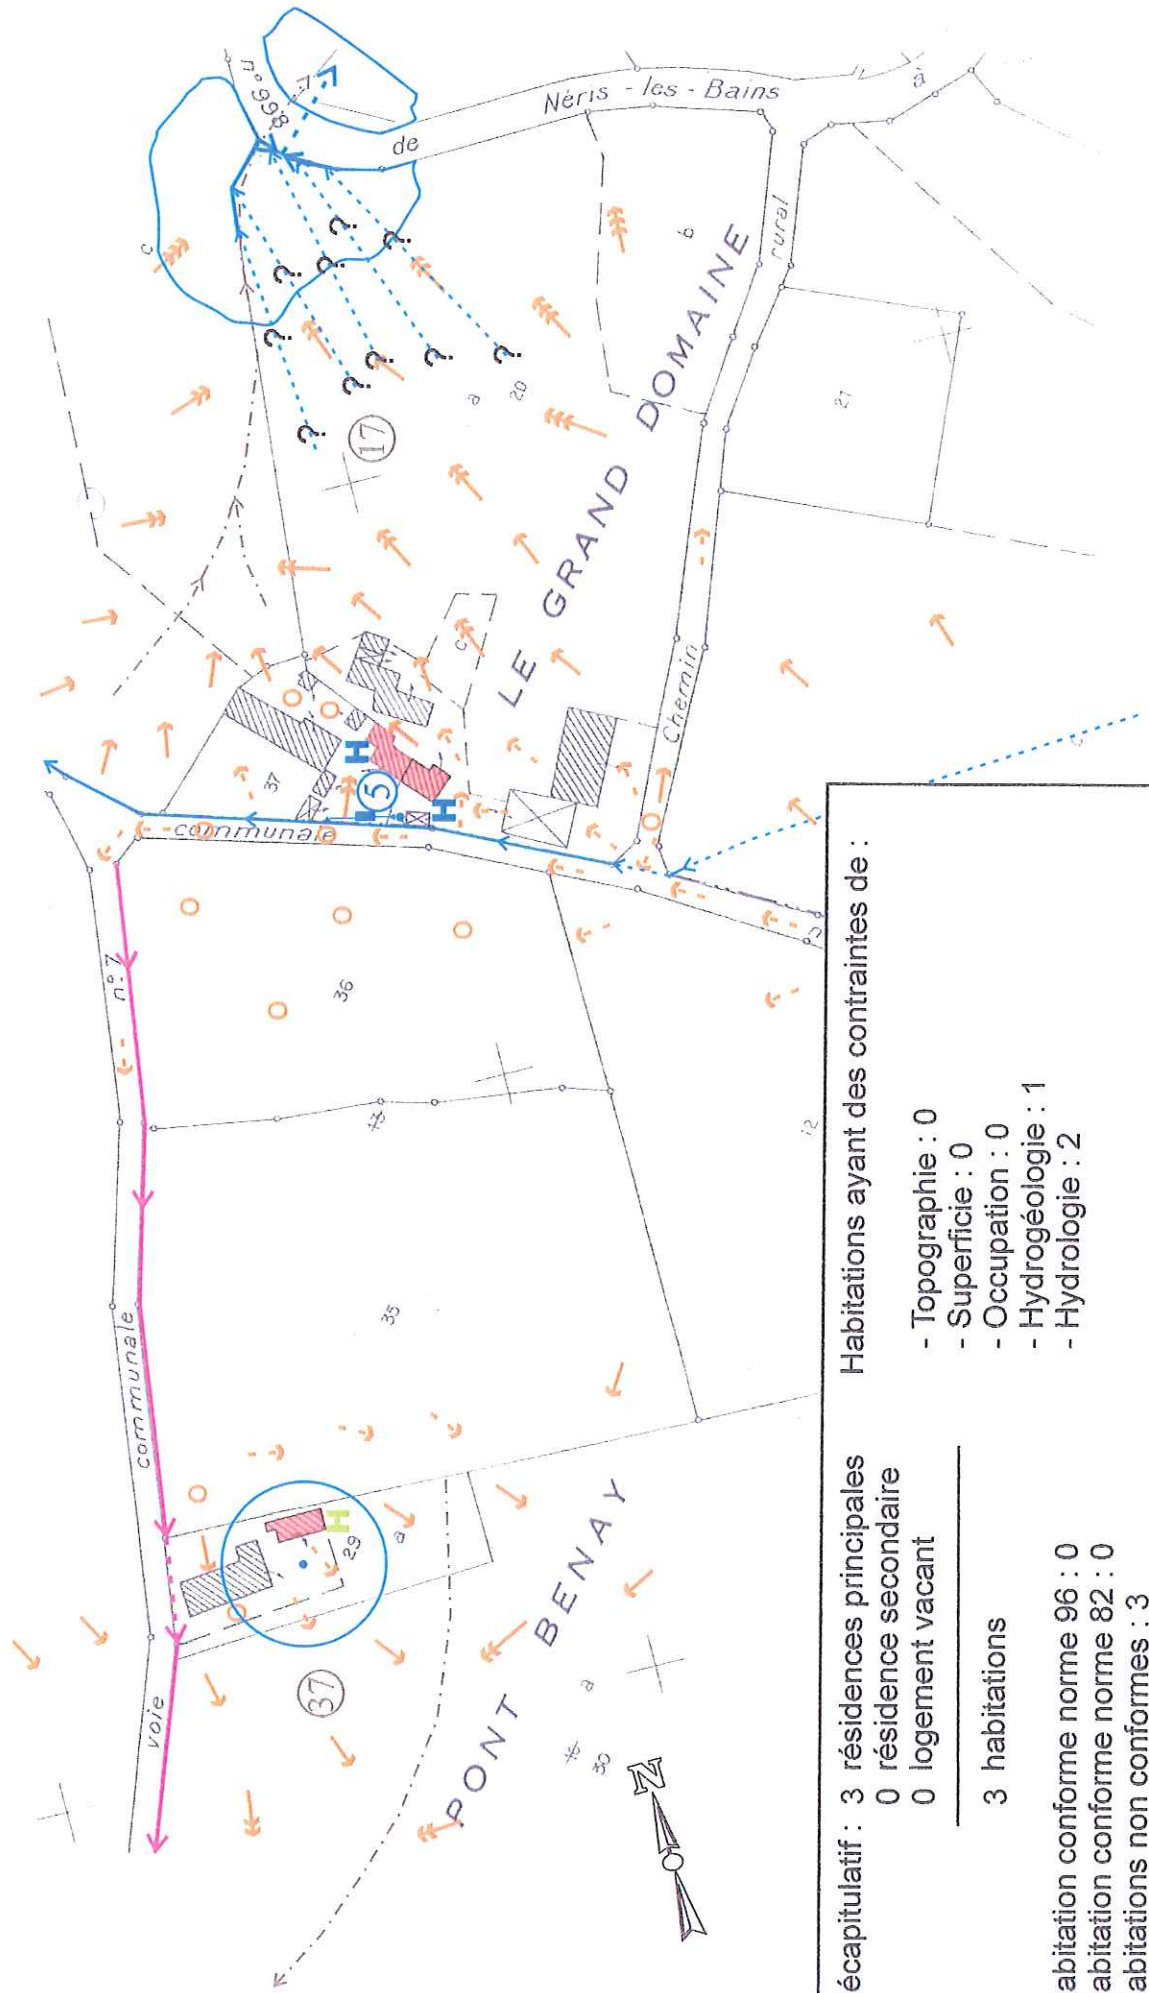 n° 998
de
Néris - les - Bains
à
c
?
?
?
?
?
?
?
?
?
?
17
a
20
b
LE GRAND DOMAINE
rural
Chemin
21
c
37
H
5
H
communale
n° 7
36
35
12
communale
voie
H
29
a
37
PONT BENAY
a
30
N
écapitulatif : 3 résidences principales
0 résidence secondaire
0 logement vacant
3 habitations
abitation conforme norme 96 : 0
abitation conforme norme 82 : 0
abitations non conformes : 3
Habitations ayant des contraintes de :
- Topographie : 0
- Superficie : 0
- Occupation : 0
- Hydrogéologie : 1
- Hydrologie : 2